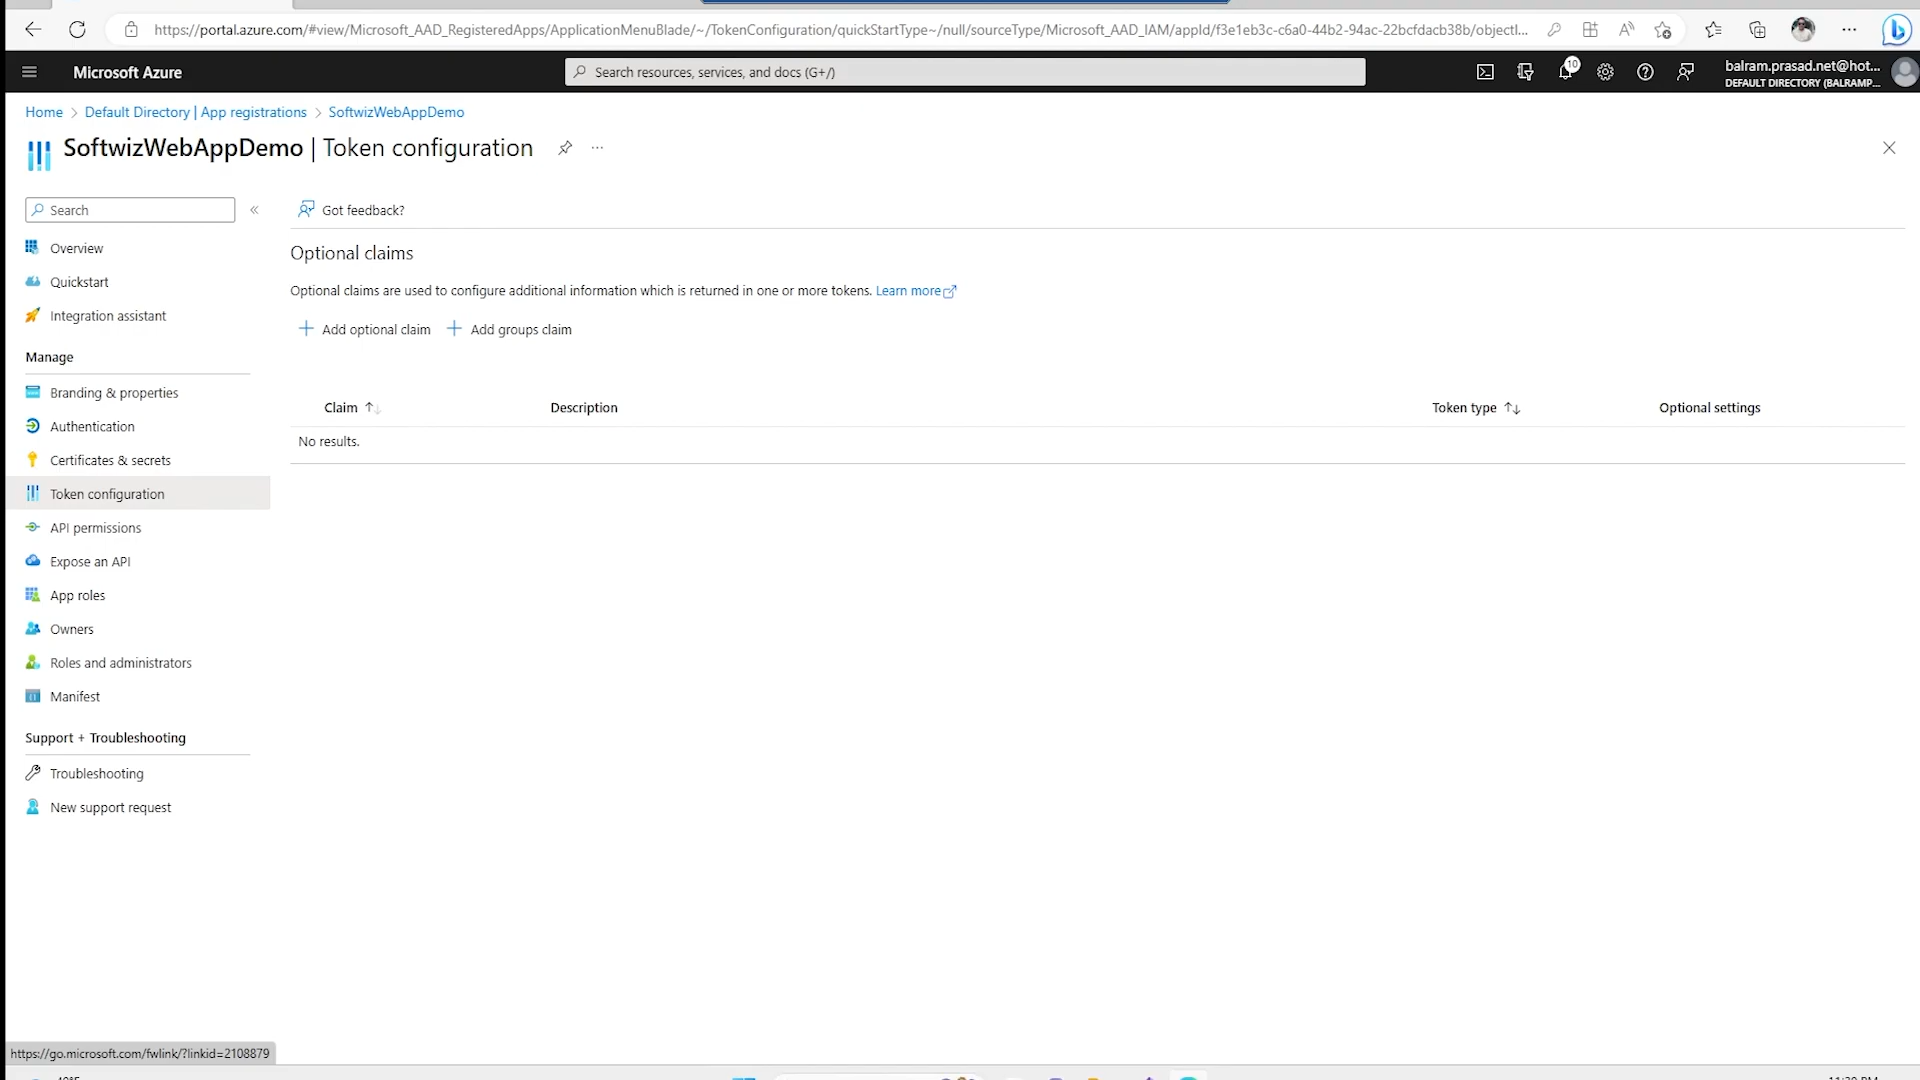 https://portal.azure.com/#view/Microsoft_AAD_RegisteredApps/ApplicationMenuBlade/~/TokenConfiguration/quickStartType~/null/sourceType/Microsoft_AAD_IAM/appId/f3e1eb3c-c6a0-44b2-94ac-22bcfdacb38b/objectI...
Microsoft Azure
Search resources, services, and docs (G+/)
10
balram.prasad.net@hot...
DEFAULT DIRECTORY (BALRAMP...
Home > Default Directory | App registrations > SoftwizWebAppDemo
SoftwizWebAppDemo | Token configuration
Search
Got feedback?
Overview
Quickstart
Integration assistant
Manage
Branding & properties
Authentication
Certificates & secrets
Token configuration
API permissions
Expose an API
App roles
Owners
Roles and administrators
Manifest
Support + Troubleshooting
Troubleshooting
New support request
Optional claims
Optional claims are used to configure additional information which is returned in one or more tokens. Learn more
Add optional claim
Add groups claim
Claim
Description
Token type
Optional settings
No results.
https://go.microsoft.com/fwlink/?linkid=2108879